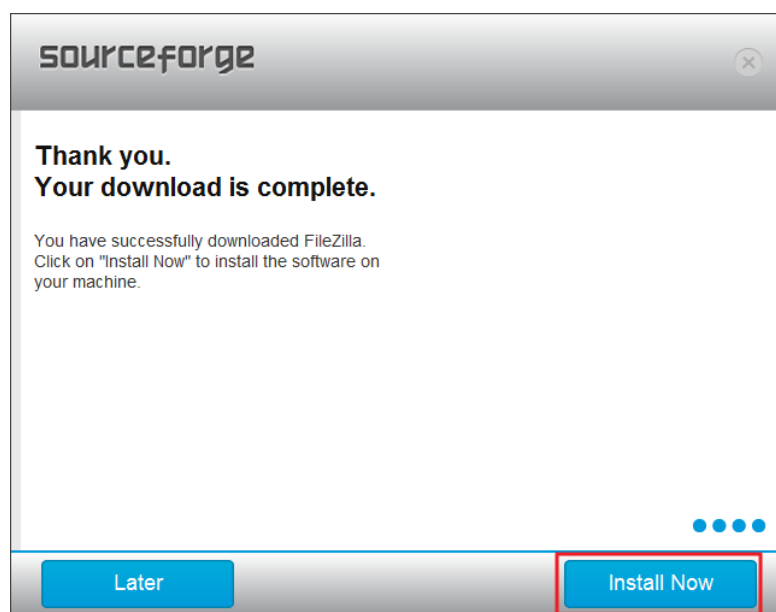 sourceforge
Thank you.
Your download is complete.
You have successfully downloaded FileZilla.
Click on "Install Now" to install the software on
your machine.
Later
Install Now